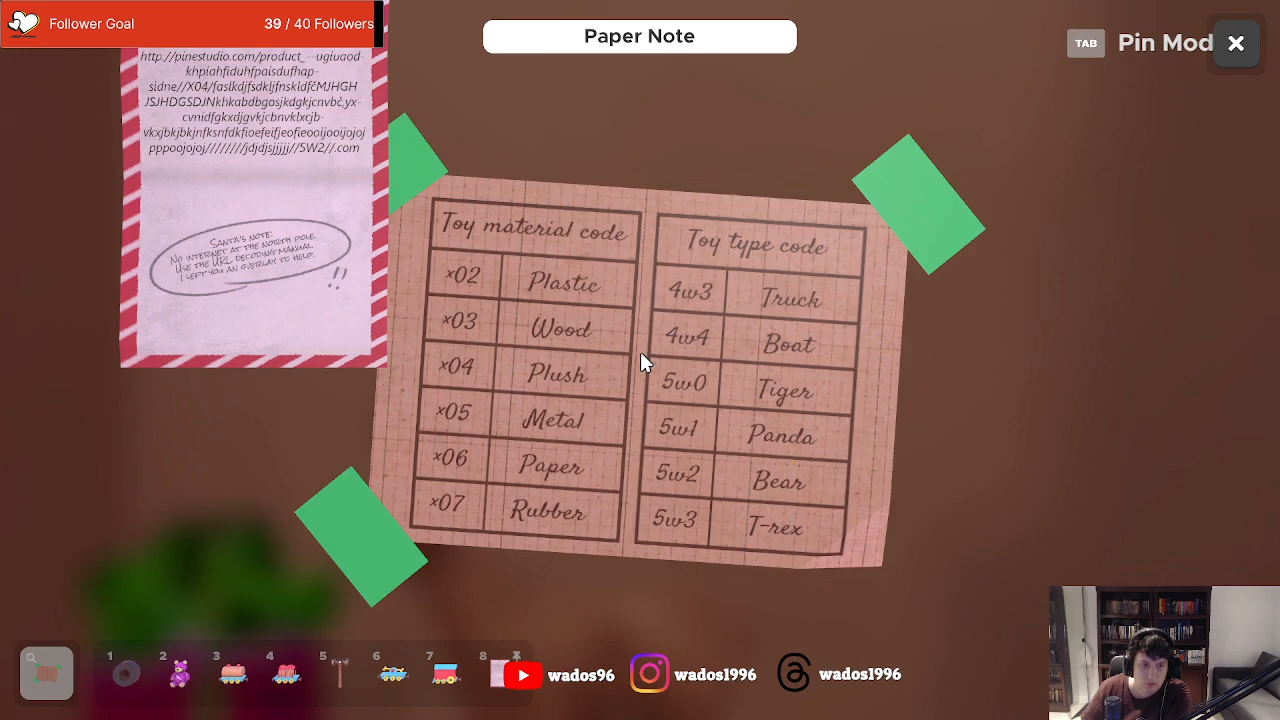 Follower Goal
39 / 40 Followers
Paper Note
TAB
Pin Mod
http://pinestudio.com/product_--ugiuaod
khpiahfiduhfpaisdufhap-
sidne//X04/faslkdjfsdkljfnskldfčMJHGH
JSJHDGSDJNkhkabdbgosjkdgkjcnvbč,yx-
cvnidfgkxdjgvkjcbnvklxcjb-
vkxjbkjbkjnfksnfdkfioefeifjeofieooijooijojoj
pppoojojoj////////jdjdjsjjjjj//5W2//.com
Santa's note:
No internet at the North Pole.
Use the URL decoding manual.
I left you an overlay to help.
!!
Toy material code
x02 Plastic
x03 Wood
x04 Plush
x05 Metal
x06 Paper
x07 Rubber
Toy type code
4w3 Truck
4w4 Boat
5w0 Tiger
5w1 Panda
5w2 Bear
5w3 T-rex
1
2
3
4
5
6
7
8
wados96
wados1996
wados1996